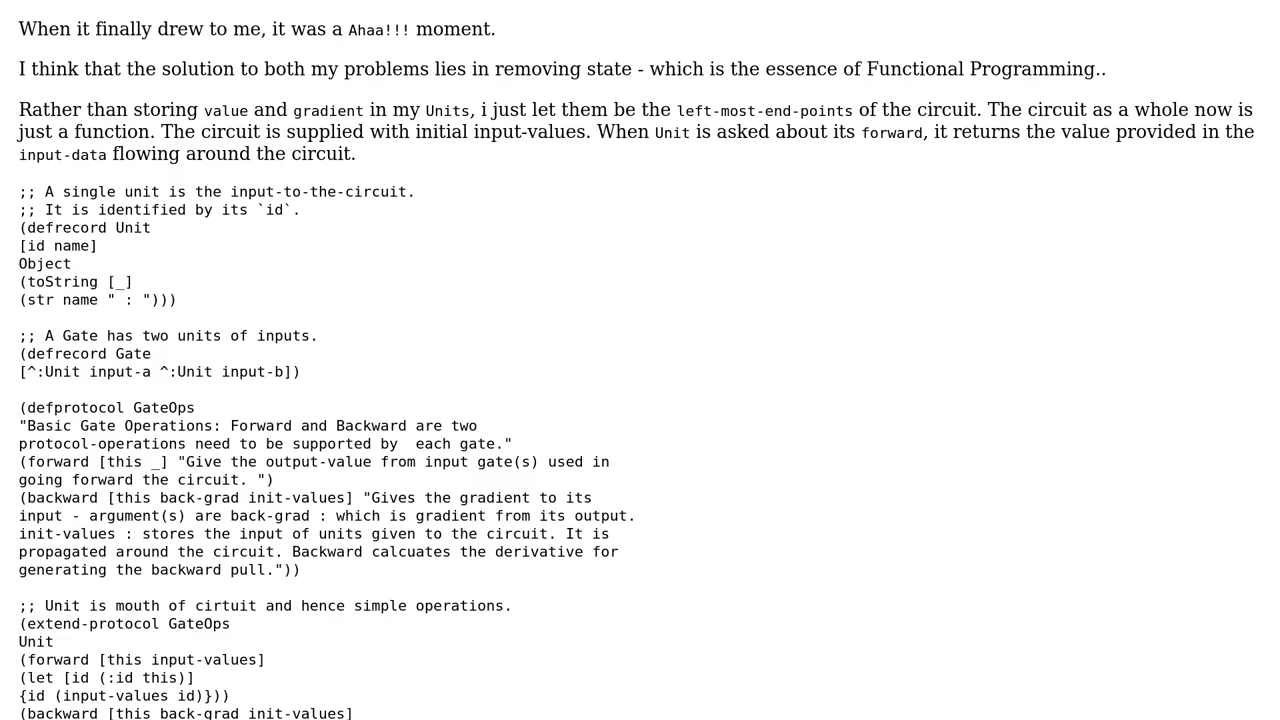 When it finally drew to me, it was a Ahaa!!! moment.
I think that the solution to both my problems lies in removing state - which is the essence of Functional Programming..
Rather than storing value and gradient in my Units, i just let them be the left-most-end-points of the circuit. The circuit as a whole now is
just a function. The circuit is supplied with initial input-values. When Unit is asked about its forward, it returns the value provided in the
input-data flowing around the circuit.
;; A single unit is the input-to-the-circuit.
;; It is identified by its `id`.
(defrecord Unit
[id name]
Object
(toString [_]
(str name " : ")))
;; A Gate has two units of inputs.
(defrecord Gate
[^:Unit input-a ^:Unit input-b])
(defprotocol GateOps
"Basic Gate Operations: Forward and Backward are two
protocol-operations need to be supported by  each gate."
(forward [this _] "Give the output-value from input gate(s) used in
going forward the circuit. ")
(backward [this back-grad init-values] "Gives the gradient to its
input - argument(s) are back-grad : which is gradient from its output.
init-values : stores the input of units given to the circuit. It is
propagated around the circuit. Backward calcuates the derivative for
generating the backward pull."))
;; Unit is mouth of cirtuit and hence simple operations.
(extend-protocol GateOps
Unit
(forward [this input-values]
(let [id (:id this)]
{id (input-values id)}))
(backward [this back-grad init-values]